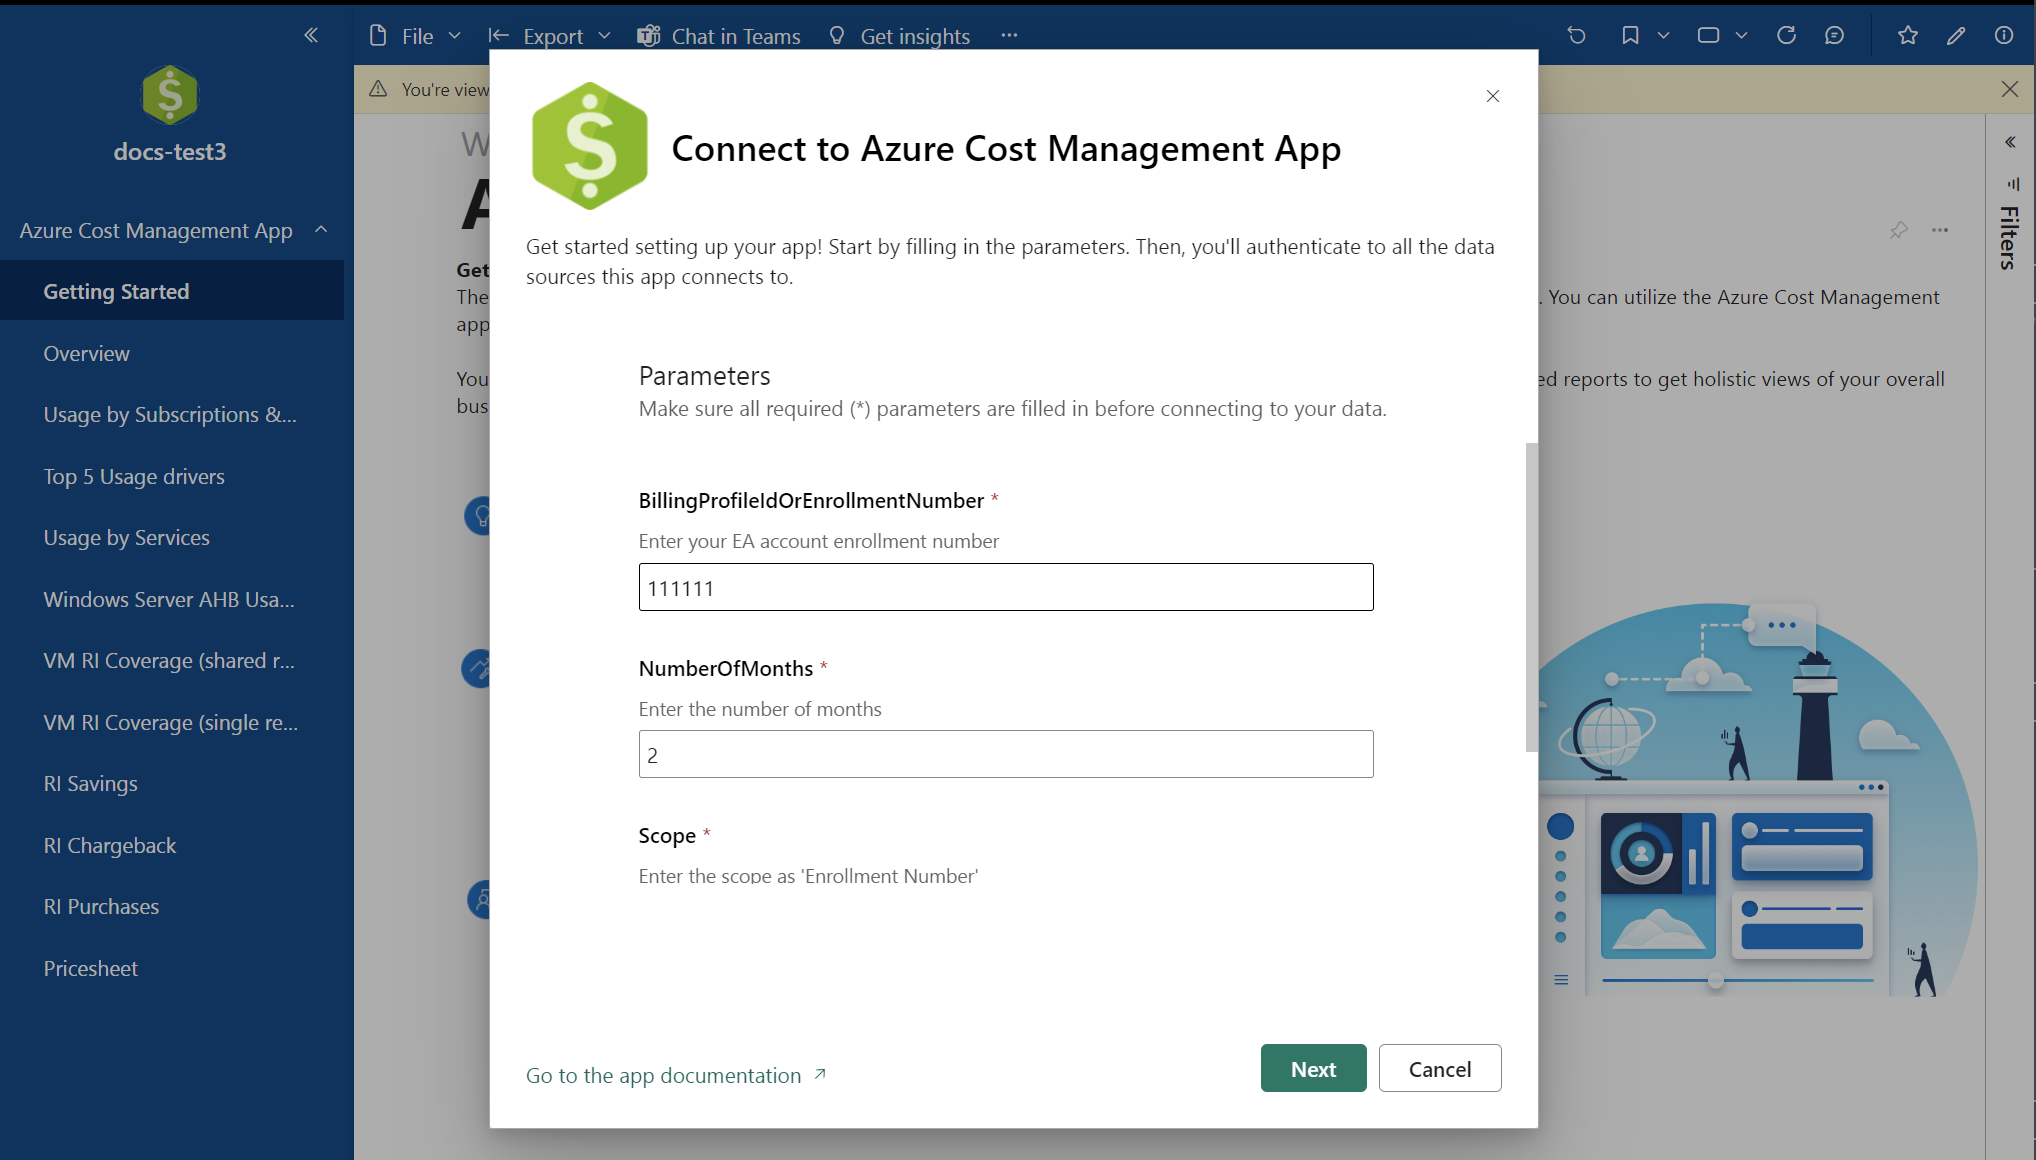 File
Export
Chat in Teams
Get insights
docs-test3
Azure Cost Management App
Getting Started
Overview
Usage by Subscriptions &...
Top 5 Usage drivers
Usage by Services
Windows Server AHB Usa...
VM RI Coverage (shared r...
VM RI Coverage (single re...
RI Savings
RI Chargeback
RI Purchases
Pricesheet
You're view
W
A
Get
The
app
You
bus
. You can utilize the Azure Cost Management
ed reports to get holistic views of your overall
Filters
Connect to Azure Cost Management App
Get started setting up your app! Start by filling in the parameters. Then, you'll authenticate to all the data
sources this app connects to.
Parameters
Make sure all required (*) parameters are filled in before connecting to your data.
BillingProfileIdOrEnrollmentNumber *
Enter your EA account enrollment number
111111
NumberOfMonths *
Enter the number of months
2
Scope *
Enter the scope as 'Enrollment Number'
Go to the app documentation
Next
Cancel